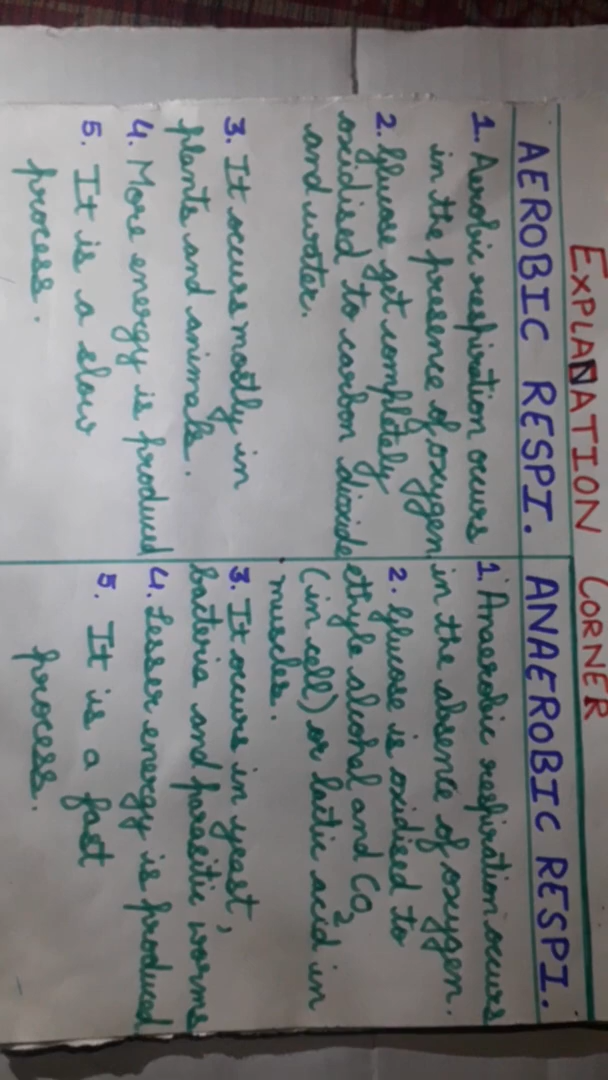 EXPLANATION CORNER
AEROBIC RESPI.
1. Aerobic respiration occurs
in the presence of oxygen
2. Glucose get completely
oxidised to carbon dioxide
and water.
3. It occurs mostly in
plants and animals.
4. More energy is produced
5. It is a slow
process.
ANAEROBIC RESPI.
1. Anaerobic respiration occurs
in the absence of oxygen.
2. Glucose is oxidised to
ethyle alcohal and CO2
(in cell) or latic acid in
muscles.
3. It occurs in yeast,
bacteria and parasitic worms
4. Lesser energy is produced
5. It is a fast
process.